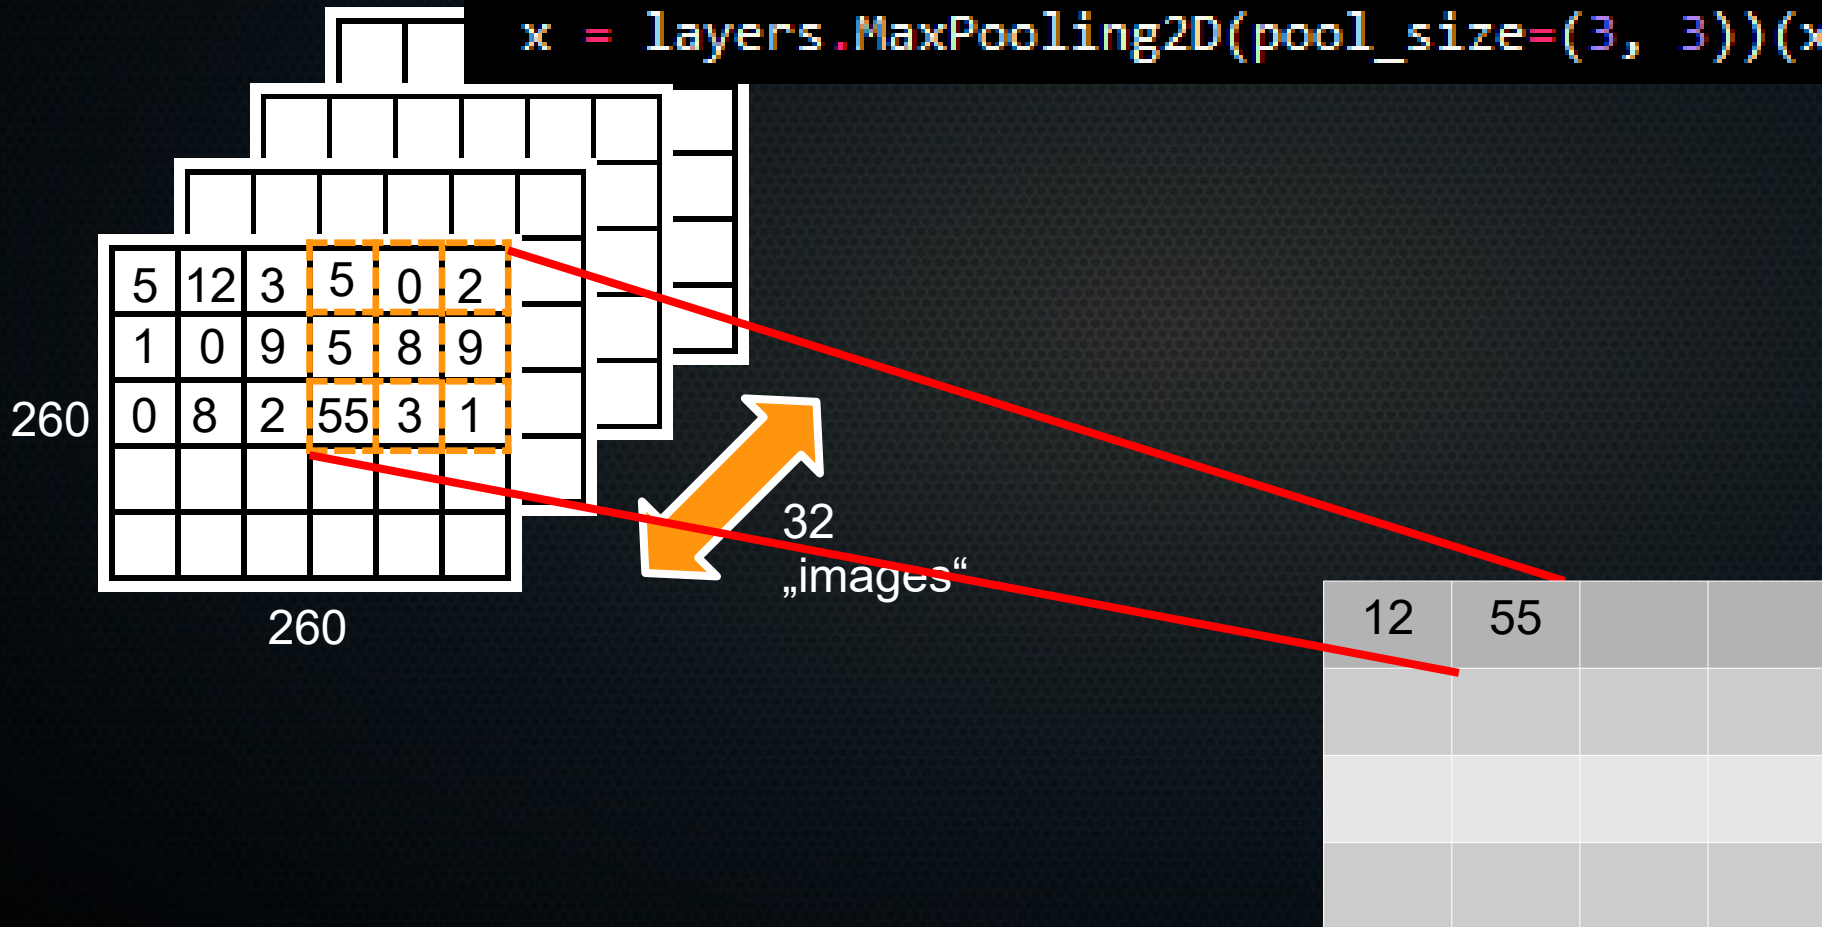 x = layers.MaxPooling2D(pool_size=(3, 3))(x
5 12 3 5 0 2
1 0 9 5 8 9
0 8 2 55 3 1
260
260
32
„images“
12 55